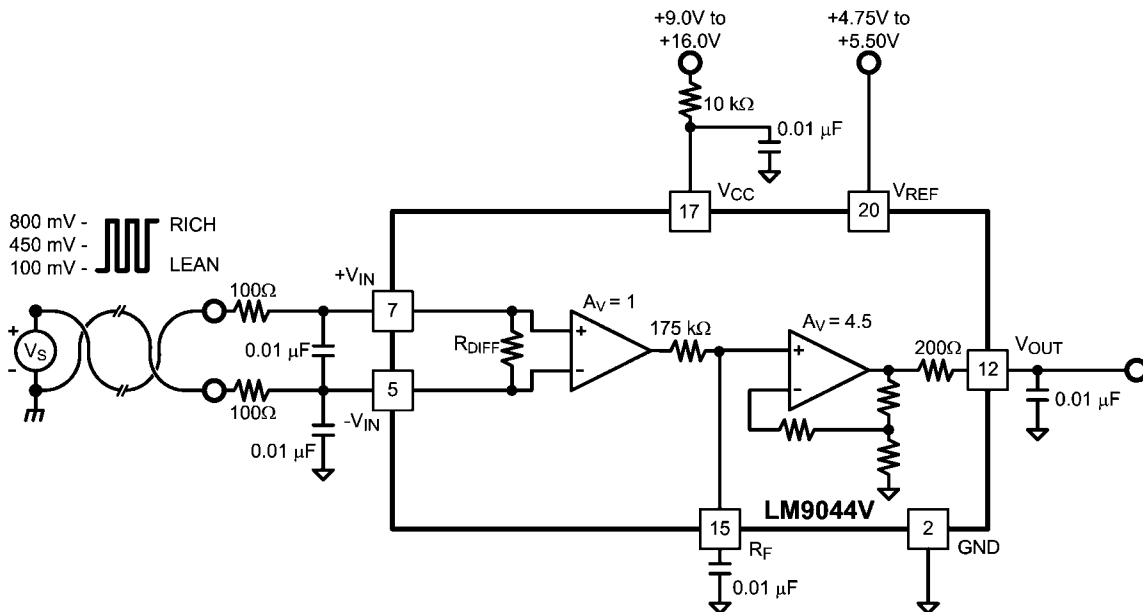 +9.0V to
+16.0V
+4.75V to
+5.50V
10 kΩ
0.01 μF
VCC
VREF
17
20
800 mV -
450 mV -
100 mV -
RICH
LEAN
+VIN
100Ω
7
AV = 1
175 kΩ
AV = 4.5
+
-
VS
0.01 μF
RDIFF
+
-
+
-
200Ω
VOUT
12
5
100Ω
-VIN
0.01 μF
0.01 μF
LM9044V
15
RF
2
GND
0.01 μF